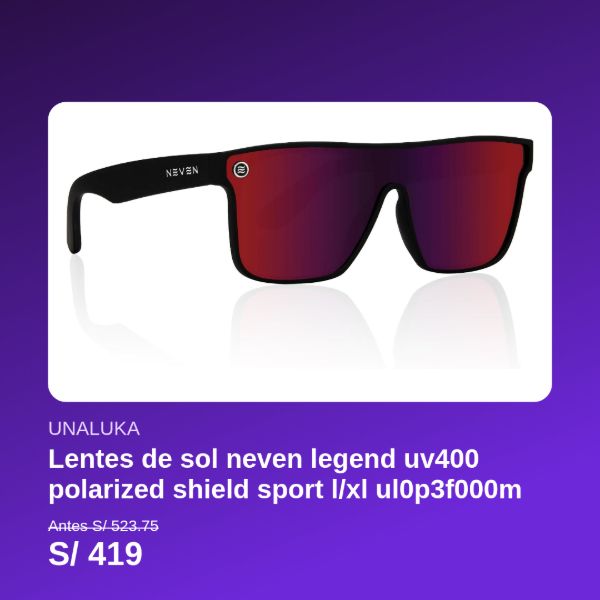 NEVEN
UNALUKA
Lentes de sol neven legend uv400
polarized shield sport l/xl ul0p3f000m
Antes S/ 523.75
S/ 419